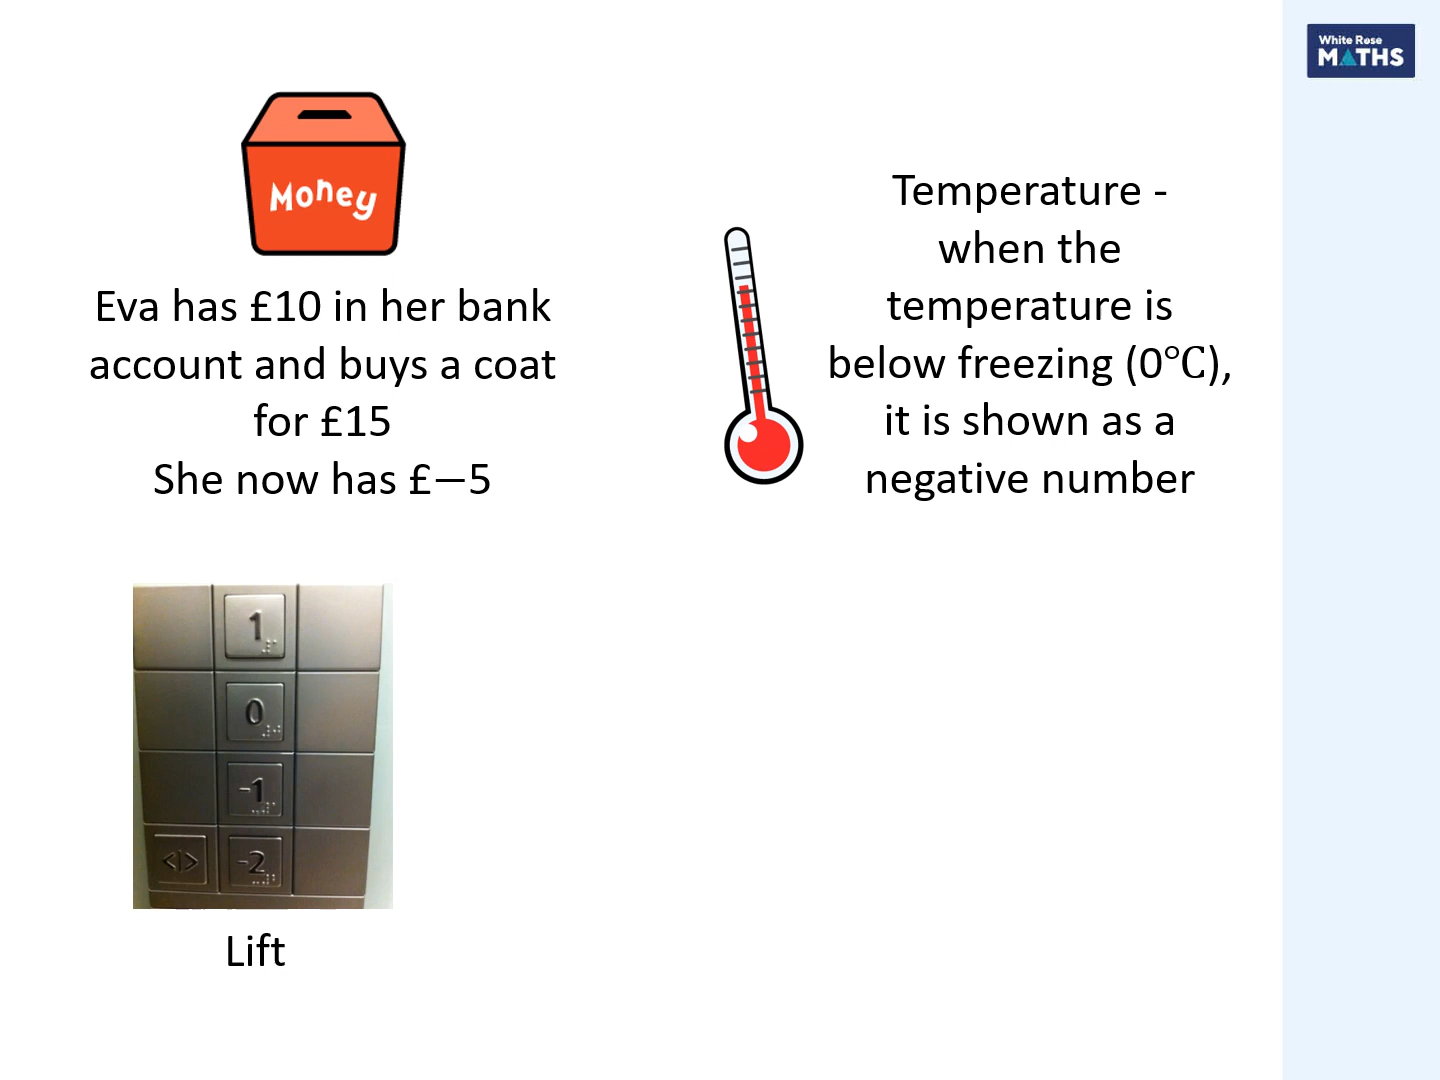 White Rose
MATHS
Money
Eva has £10 in her bank
account and buys a coat
for £15
She now has £−5
Temperature -
when the
temperature is
below freezing (0°C),
it is shown as a
negative number
1
0
-1
<|> -2
Lift